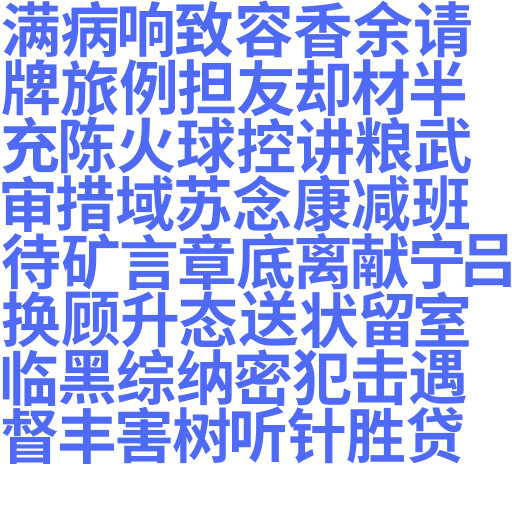 满病响致容香余请
牌旅例担友却材半
充陈火球控讲粮武
审措域苏念康减班
待矿言章底离献宁吕
换顾升态送状留室
临黑综纳密犯击遇
督丰害树听针胜贷